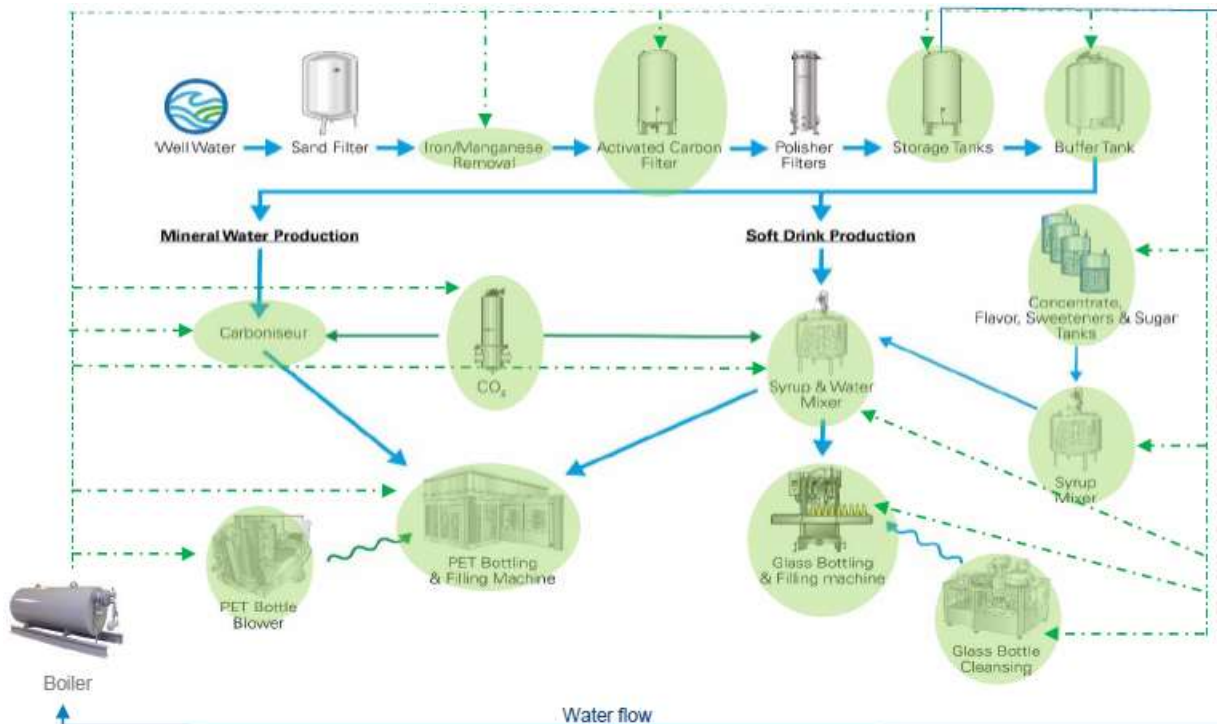 Well Water
Sand Filter
Iron/Manganese
Removal
Activated Carbon
Filter
Polisher
Filters
Storage Tanks
Buffer Tank
Mineral Water Production
Soft Drink Production
Carboniseur
CO₂
Syrup & Water
Mixer
Concentrate,
Flavor, Sweeteners & Sugar
Tanks
Syrup
Mixer
PET Bottle
Blower
PET Bottling
& Filling Machine
Glass Bottling
& Filling machine
Glass Bottle
Cleansing
Boiler
Water flow